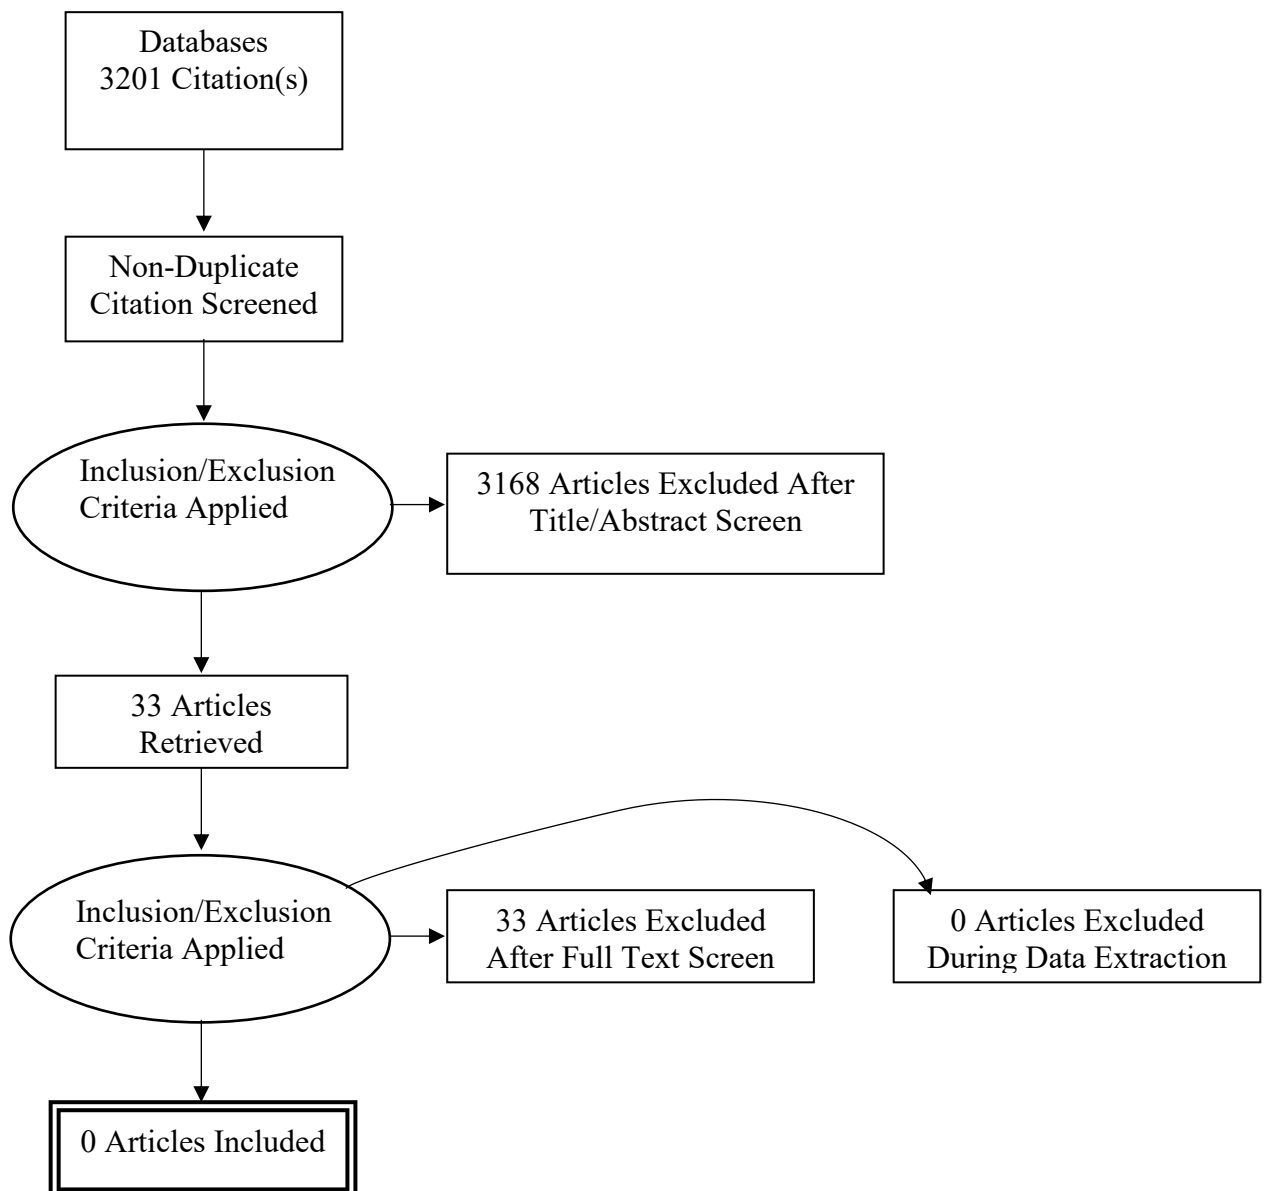 Databases
3201 Citation(s)
Non-Duplicate
Citation Screened
Inclusion/Exclusion
Criteria Applied
3168 Articles Excluded After
Title/Abstract Screen
33 Articles
Retrieved
Inclusion/Exclusion
Criteria Applied
33 Articles Excluded
After Full Text Screen
0 Articles Excluded
During Data Extraction
0 Articles Included